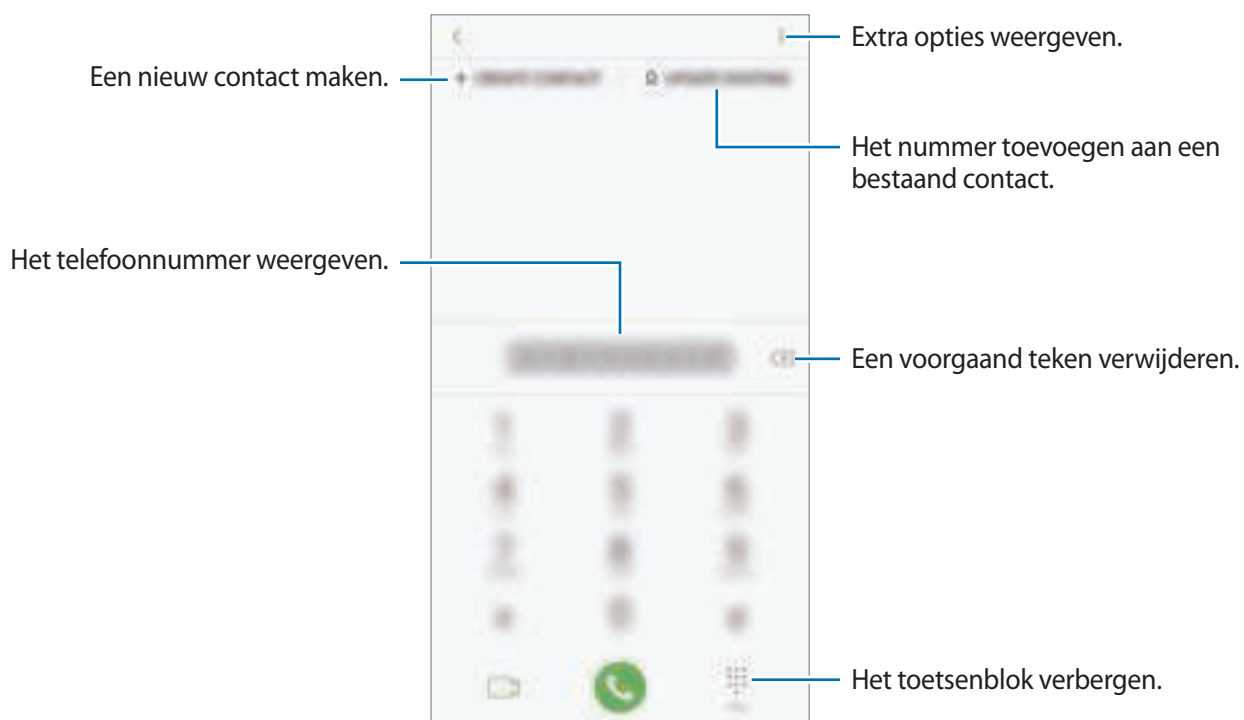 Extra opties weergeven.
Een nieuw contact maken.
Het nummer toevoegen aan een
bestaand contact.
Het telefoonnummer weergeven.
Een voorgaand teken verwijderen.
Het toetsenblok verbergen.